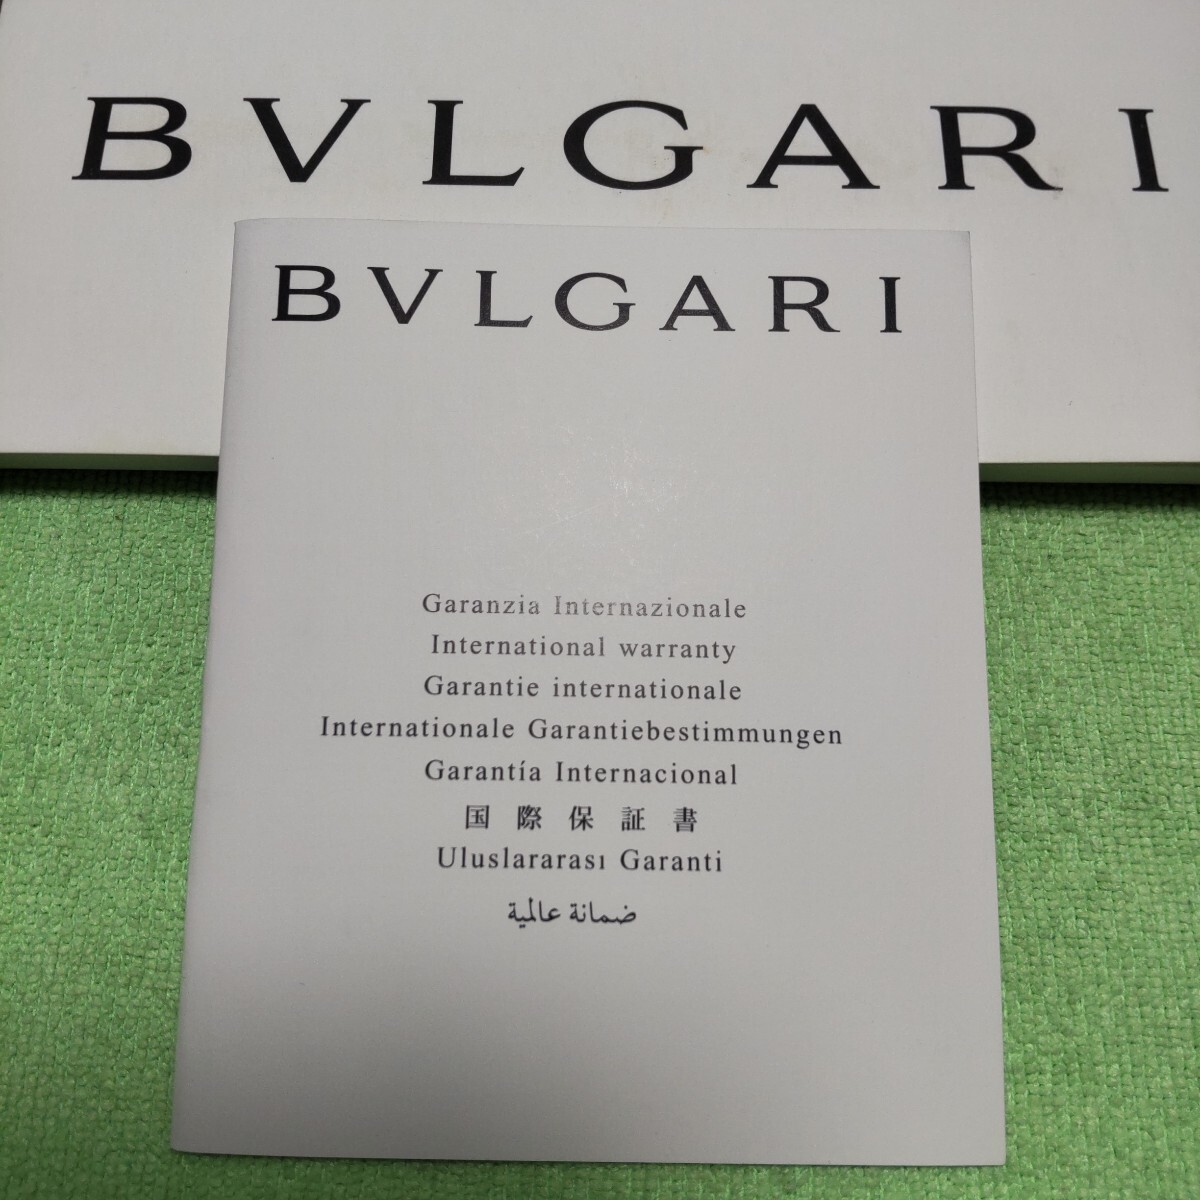 BVLGARI
BVLGARI
Garanzia Internazionale
International warranty
Garantie internationale
Internationale Garantiebestimmungen
Garantía Internacional
国際保証書
Uluslararası Garanti
ضمانة عالمية